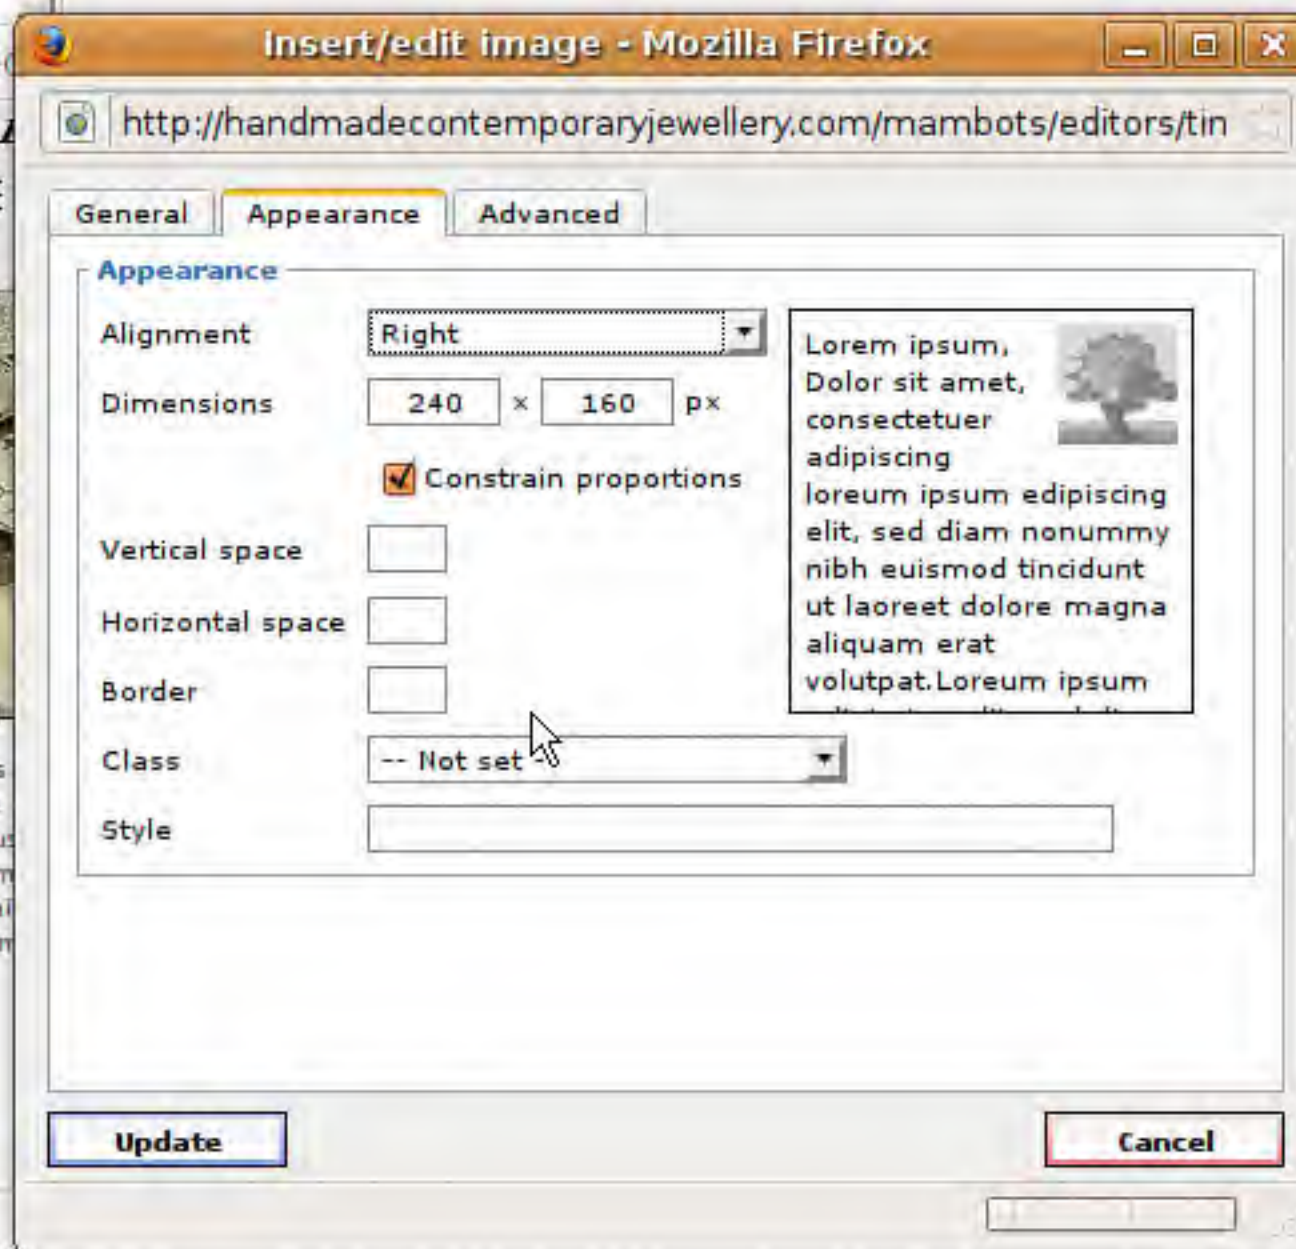 Insert/edit image - Mozilla Firefox
http://handmadecontemporaryjewellery.com/mambots/editors/tin
General Appearance Advanced
Appearance
Alignment Right
Dimensions 240 x 160 px
Constrain proportions
Vertical space
Horizontal space
Border
Class -- Not set -
Style
Lorem ipsum,
Dolor sit amet,
consectetuer
adipiscing
loreum ipsum edipiscing
elit, sed diam nonummy
nibh euismod tincidunt
ut laoreet dolore magna
aliquam erat
volutpat.Loreum ipsum
Update Cancel